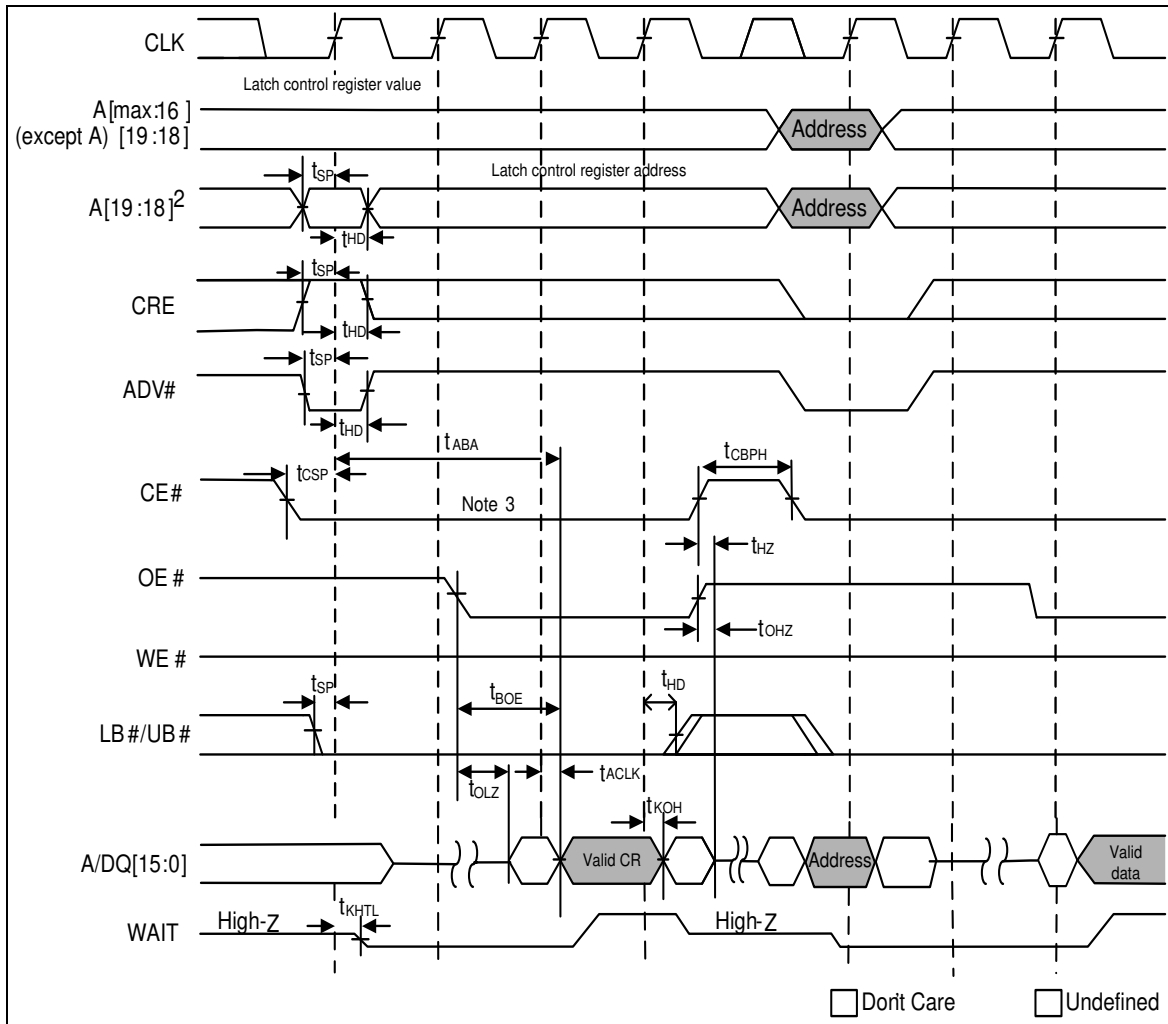 CLK
Latch control register value
A[max:16 ]
(except A) [19:18]
Address
Latch control register address
tSP
A[19:18]2
Address
tHD
tSP
CRE
tHD
tSP
ADV#
tHD
tABA
tCSP
tCBPH
CE#
Note 3
tHZ
OE #
tOHZ
WE #
tSP
tBOE
tHD
LB#/UB#
tOLZ
tACLK
tKOH
A/DQ[15:0]
Valid CR
Address
Valid
data
tKHTL
WAIT
High-Z
High-Z
Don't Care
Undefined